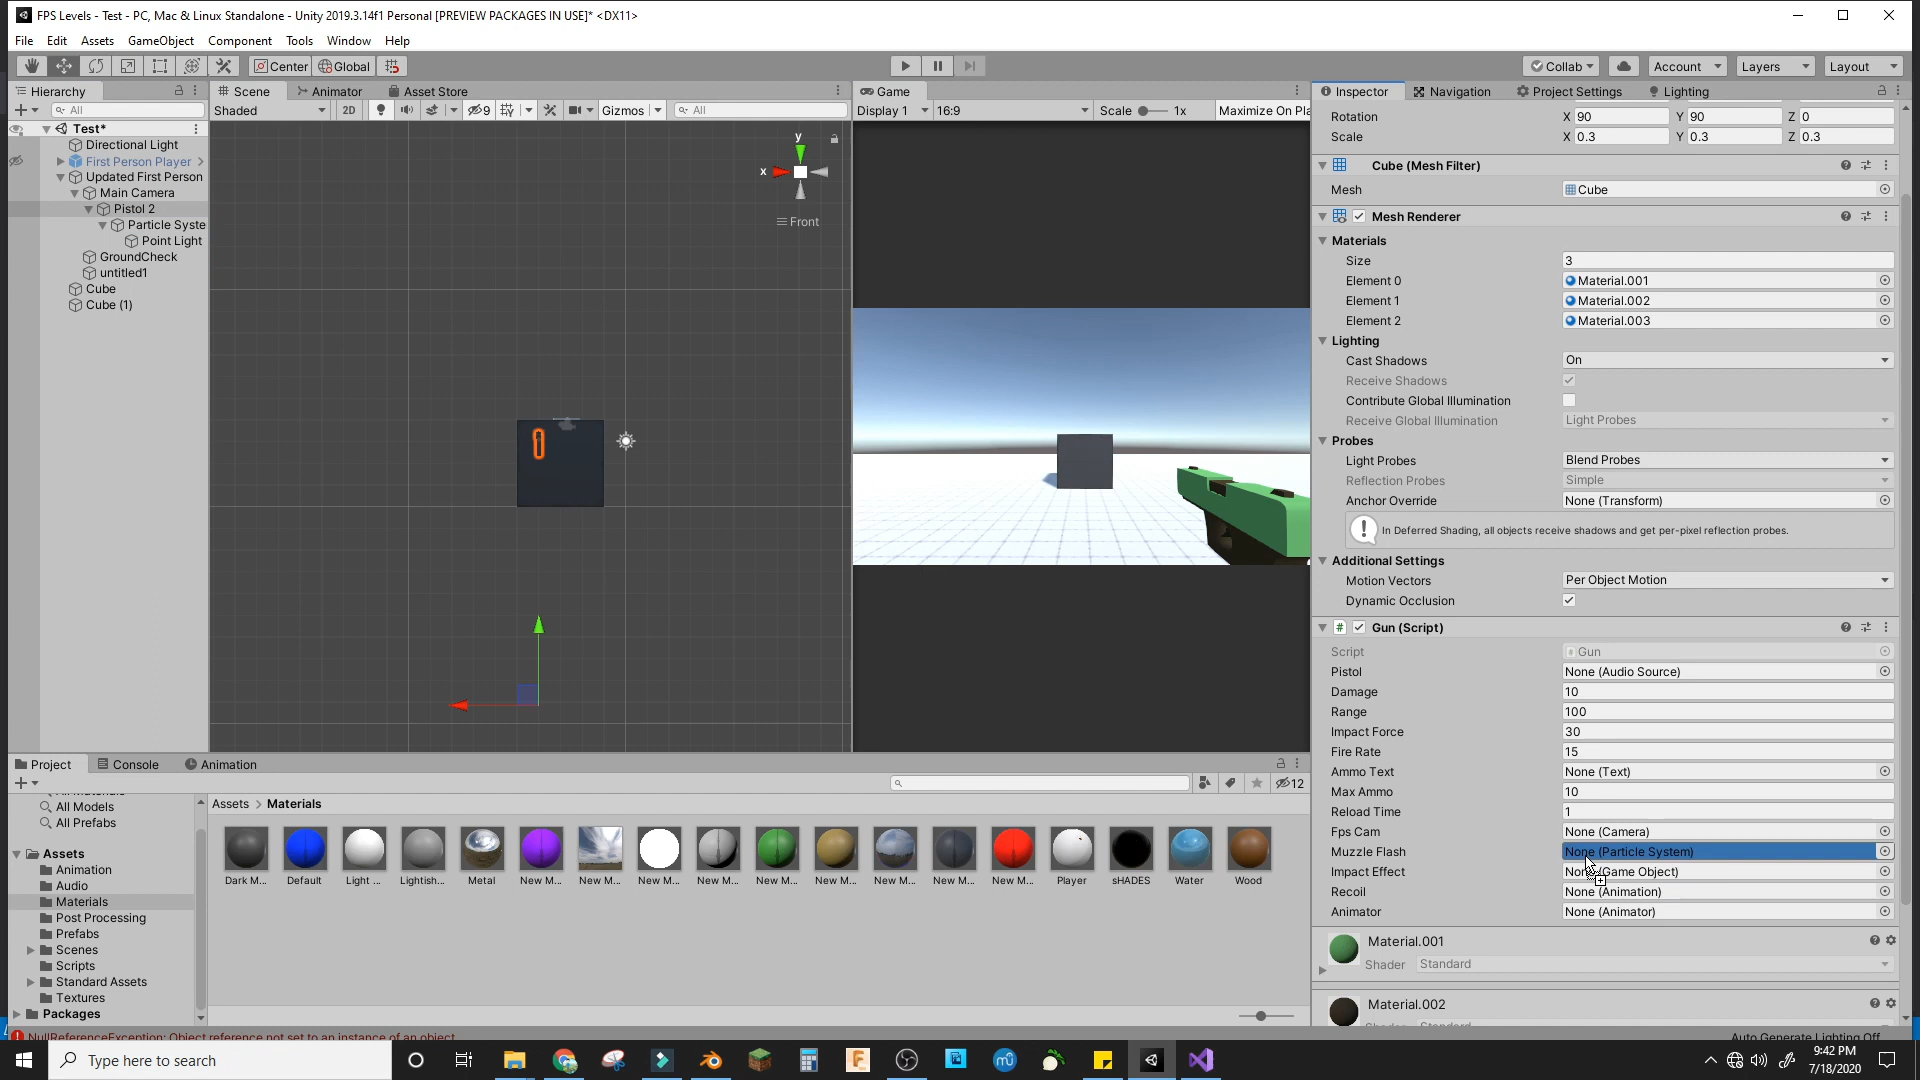 FPS Levels - Test - PC, Mac & Linux Standalone - Unity 2019.3.14f1 Personal [PREVIEW PACKAGES IN USE]* <DX11>
File Edit Assets GameObject Component Tools Window Help
Center Global Collab Account Layers Layout
Hierarchy
All
Test*
Directional Light
First Person Player
Updated First Person
Main Camera
Pistol 2
Particle Syste
Point Light
GroundCheck
untitled1
Cube
Cube (1)
Scene Animator Asset Store
Shaded 2D 9 Gizmos All
y
x
Front
Game
Display 1 16:9 Scale 1x Maximize On Pla
Inspector Navigation Project Settings Lighting
Rotation X 90 Y 90 Z 0
Scale X 0.3 Y 0.3 Z 0.3
Cube (Mesh Filter)
Mesh Cube
Mesh Renderer
Materials
Size 3
Element 0 Material.001
Element 1 Material.002
Element 2 Material.003
Lighting
Cast Shadows On
Receive Shadows
Contribute Global Illumination
Receive Global Illumination Light Probes
Probes
Light Probes Blend Probes
Reflection Probes Simple
Anchor Override None (Transform)
In Deferred Shading, all objects receive shadows and get per-pixel reflection probes.
Additional Settings
Motion Vectors Per Object Motion
Dynamic Occlusion
Gun (Script)
Script Gun
Pistol None (Audio Source)
Damage 10
Range 100
Impact Force 30
Fire Rate 15
Ammo Text None (Text)
Max Ammo 10
Reload Time 1
Fps Cam None (Camera)
Muzzle Flash None (Particle System)
Impact Effect None (Game Object)
Recoil None (Animation)
Animator None (Animator)
Material.001
Shader Standard
Material.002
Shader Standard
Project Console Animation
12
All Materials
All Models
All Prefabs
Assets
Animation
Audio
Materials
Post Processing
Prefabs
Scenes
Scripts
Standard Assets
Textures
Packages
Assets > Materials
Dark M... Default Light ... Lightish... Metal New M... New M... New M... New M... New M... New M... New M... New M... New M... Player sHADES Water Wood
NullReferenceException: Object reference not set to an instance of an object
Auto Generate Lighting Off
Type here to search
9:42 PM
7/18/2020